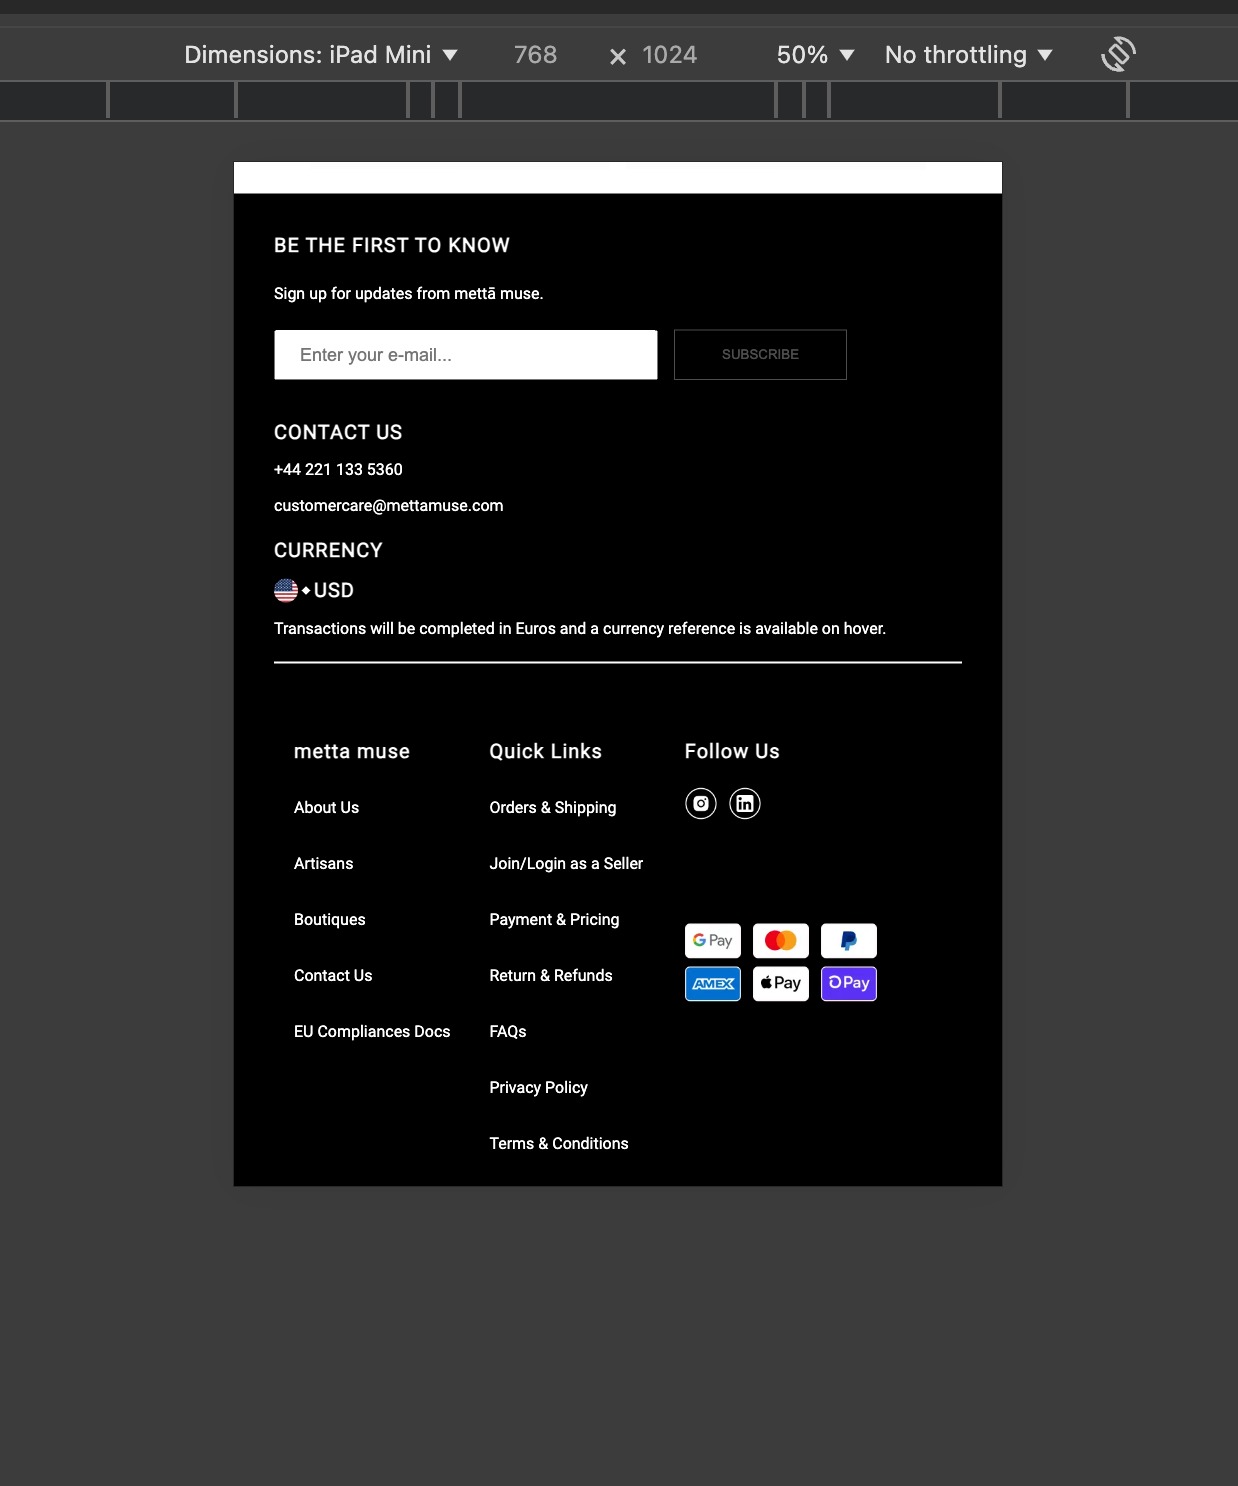 Dimensions: iPad Mini ▼ 768 × 1024 50% ▼ No throttling ▼
BE THE FIRST TO KNOW
Sign up for updates from mettā muse.
Enter your e-mail... SUBSCRIBE
CONTACT US
+44 221 133 5360
customercare@mettamuse.com
CURRENCY
USD
Transactions will be completed in Euros and a currency reference is available on hover.
metta muse
About Us
Artisans
Boutiques
Contact Us
EU Compliances Docs
Quick Links
Orders & Shipping
Join/Login as a Seller
Payment & Pricing
Return & Refunds
FAQs
Privacy Policy
Terms & Conditions
Follow Us
in
G Pay
AMEX Pay Pay